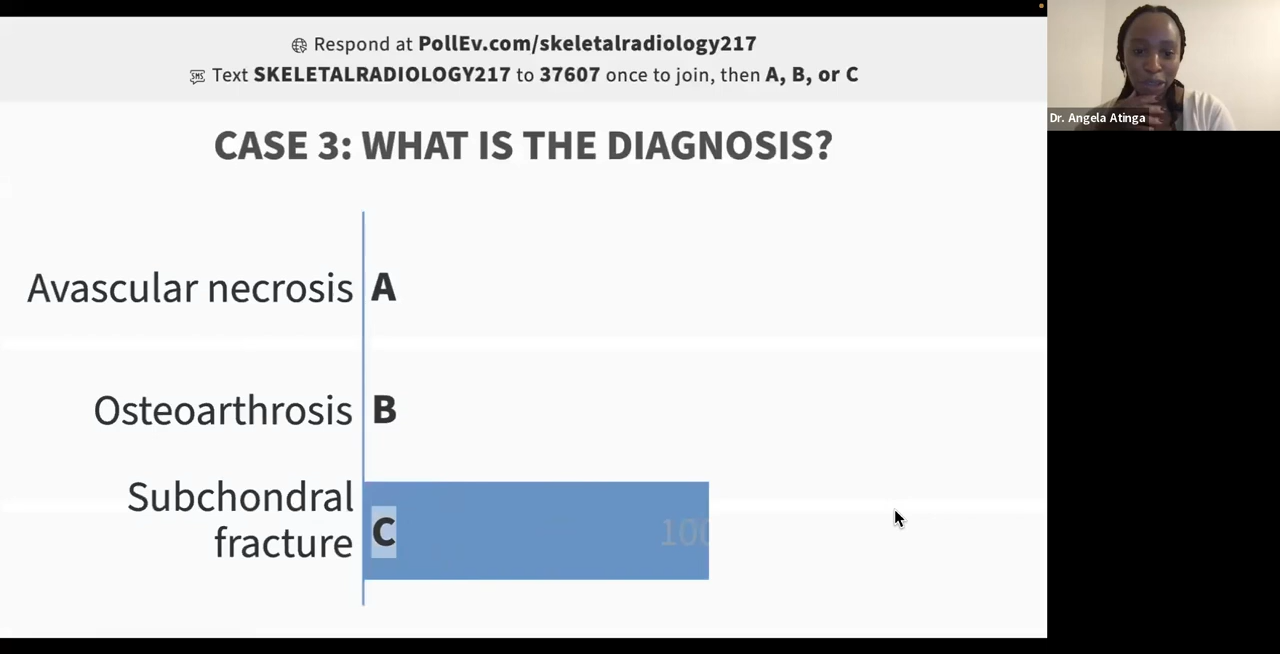 Respond at PollEv.com/skeletalradiology217
Text SKELETALRADIOLOGY217 to 37607 once to join, then A, B, or C
Dr. Angela Atinga
CASE 3: WHAT IS THE DIAGNOSIS?
Avascular necrosis A
Osteoarthrosis B
Subchondral
fracture C